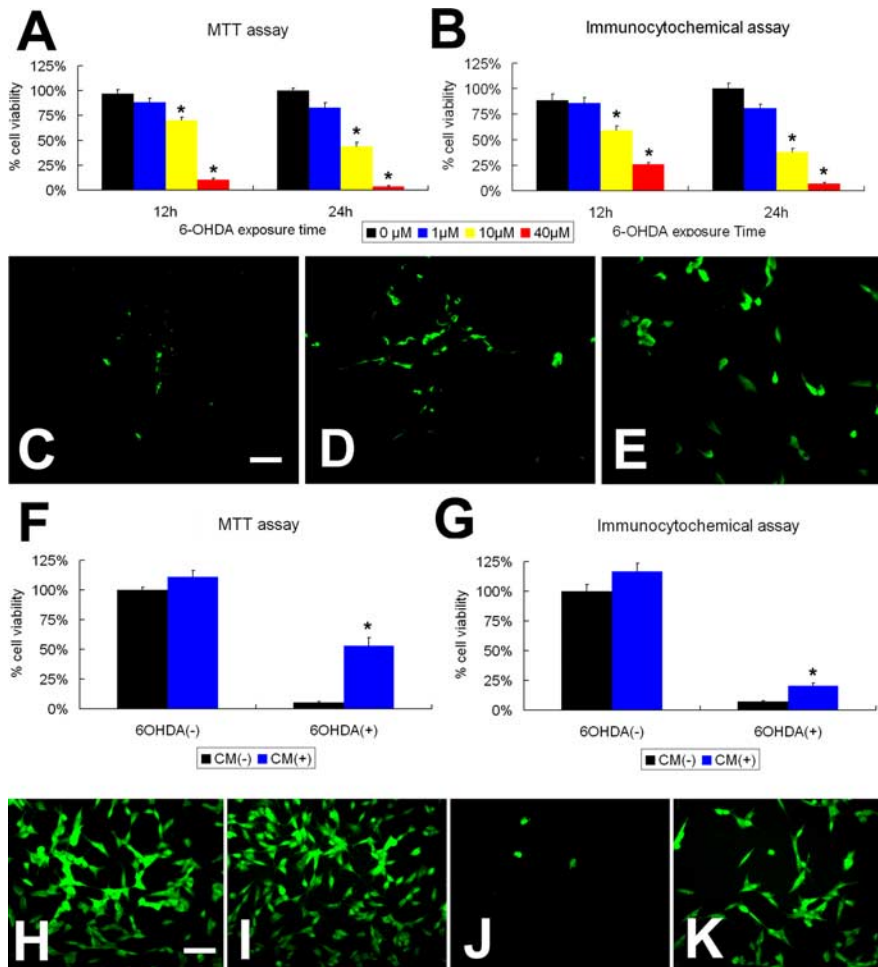 A
MTT assay
125%
100%
75%
50%
25%
0%
% cell viability
*
*
*
*
12h
24h
6-OHDA exposure time
B
Immunocytochemical assay
125%
100%
75%
50%
25%
0%
% cell viability
*
*
*
*
12h
24h
6-OHDA exposure Time
0 µM 1µM 10µM 40µM
C
D
E
F
MTT assay
125%
100%
75%
50%
25%
0%
% cell viability
*
6OHDA(-)
6OHDA(+)
CM(-) CM(+)
G
Immunocytochemical assay
125%
100%
75%
50%
25%
0%
% cell viability
*
6OHDA(-)
6OHDA(+)
CM(-) CM(+)
H
I
J
K